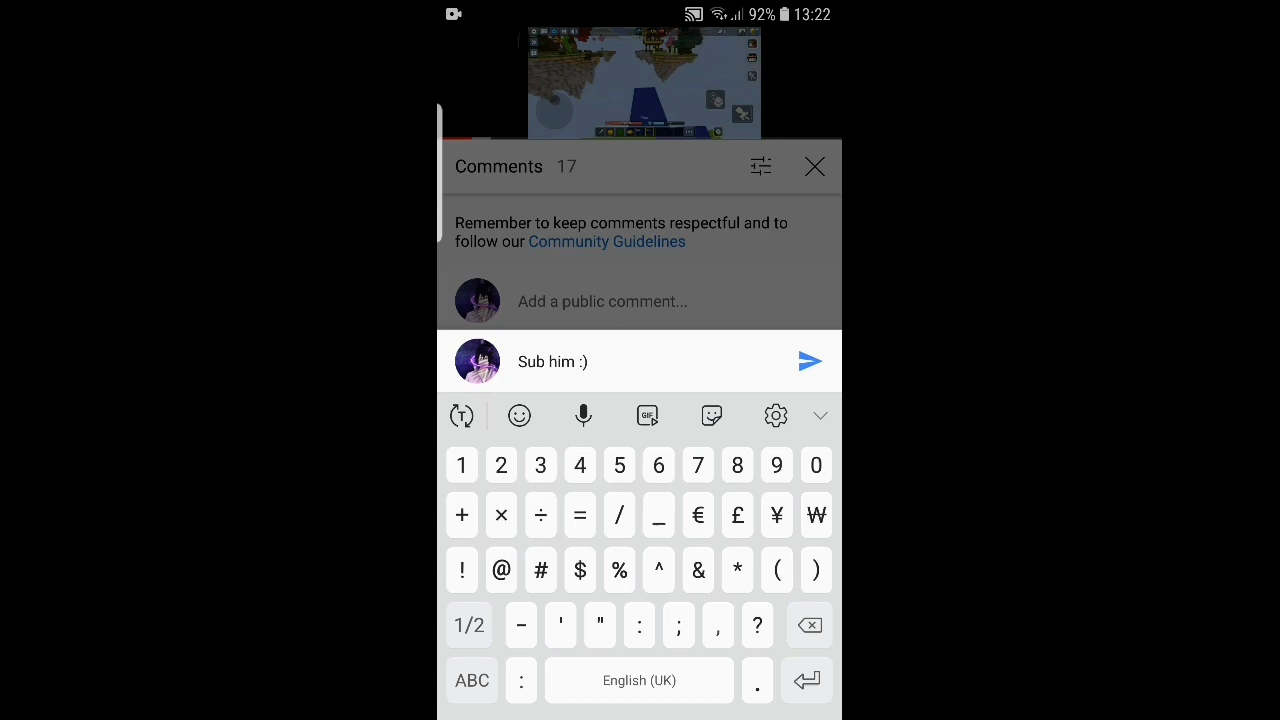 92% 13:22
Comments 17
Remember to keep comments respectful and to
follow our Community Guidelines
Add a public comment...
Sub him :)
T
GIF
1 2 3 4 5 6 7 8 9 0
+ × ÷ = / _ € £ ¥ ₩
! @ # $ % ^ & * ( )
1/2 - ' " : ; , ?
ABC : English (UK) .